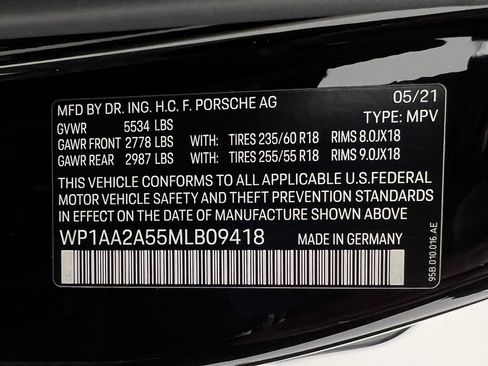 MFD BY DR. ING. H.C. F. PORSCHE AG 05/21
GVWR 5534 LBS TYPE: MPV
GAWR FRONT 2778 LBS WITH: TIRES 235/60 R18 RIMS 8.0JX18
GAWR REAR 2987 LBS WITH: TIRES 255/55 R18 RIMS 9.0JX18
THIS VEHICLE CONFORMS TO ALL APPLICABLE U.S.FEDERAL
MOTOR VEHICLE SAFETY AND THEFT PREVENTION STANDARDS
IN EFFECT ON THE DATE OF MANUFACTURE SHOWN ABOVE
WP1AA2A55MLB09418 MADE IN GERMANY
95B.010.016.AE